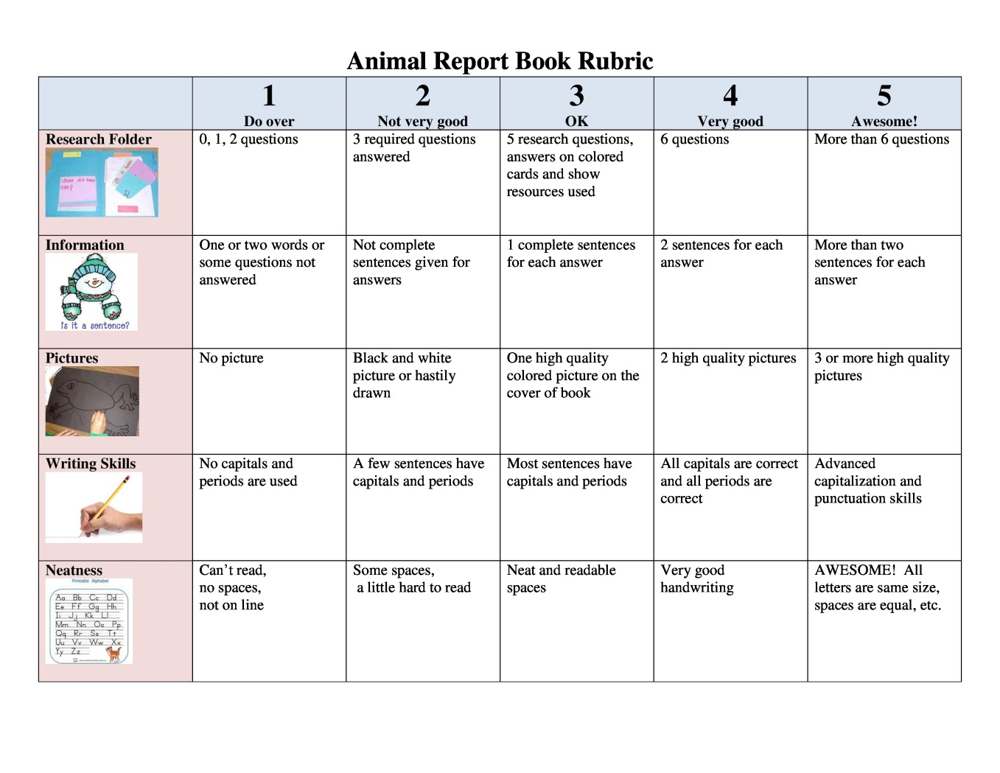 Animal Report Book Rubric
1
Do over
2
Not very good
3
OK
4
Very good
5
Awesome!
Research Folder
What do they
eat?
0, 1, 2 questions
3 required questions
answered
5 research questions,
answers on colored
cards and show
resources used
6 questions
More than 6 questions
Information
Is it a sentence?
One or two words or
some questions not
answered
Not complete
sentences given for
answers
1 complete sentences
for each answer
2 sentences for each
answer
More than two
sentences for each
answer
Pictures
No picture
Black and white
picture or hastily
drawn
One high quality
colored picture on the
cover of book
2 high quality pictures
3 or more high quality
pictures
Writing Skills
No capitals and
periods are used
A few sentences have
capitals and periods
Most sentences have
capitals and periods
All capitals are correct
and all periods are
correct
Advanced
capitalization and
punctuation skills
Neatness
Printable Alphabet
Aa Bb Cc Dd
Ee Ff Gg Hh
Ii Jj Kk Ll
Mm Nn Oo Pp
Qq Rr Ss Tt
Uu Vv Ww Xx
Yy Zz
Can’t read,
no spaces,
not on line
Some spaces,
a little hard to read
Neat and readable
spaces
Very good
handwriting
AWESOME! All
letters are same size,
spaces are equal, etc.